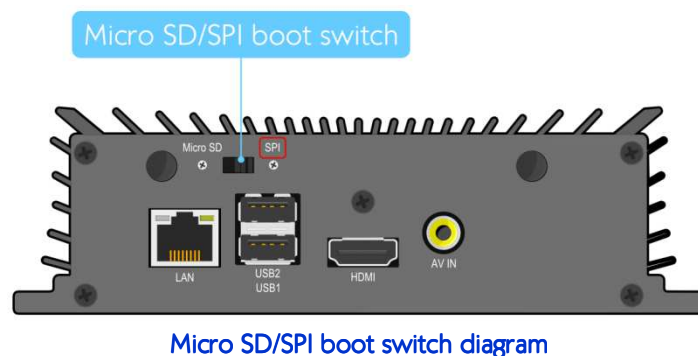 Micro SD/SPI boot switch
Micro SD
SPI
LAN
USB2
USB1
HDMI
AV IN
Micro SD/SPI boot switch diagram